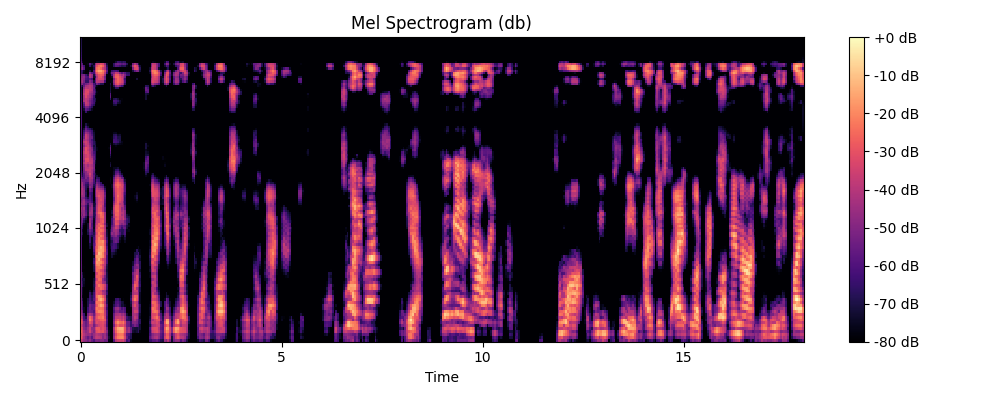 Mel Spectrogram (db)
8192
4096
2048
1024
512
0
Hz
0 5 10 15
Time
+0 dB
-10 dB
-20 dB
-30 dB
-40 dB
-50 dB
-60 dB
-70 dB
-80 dB